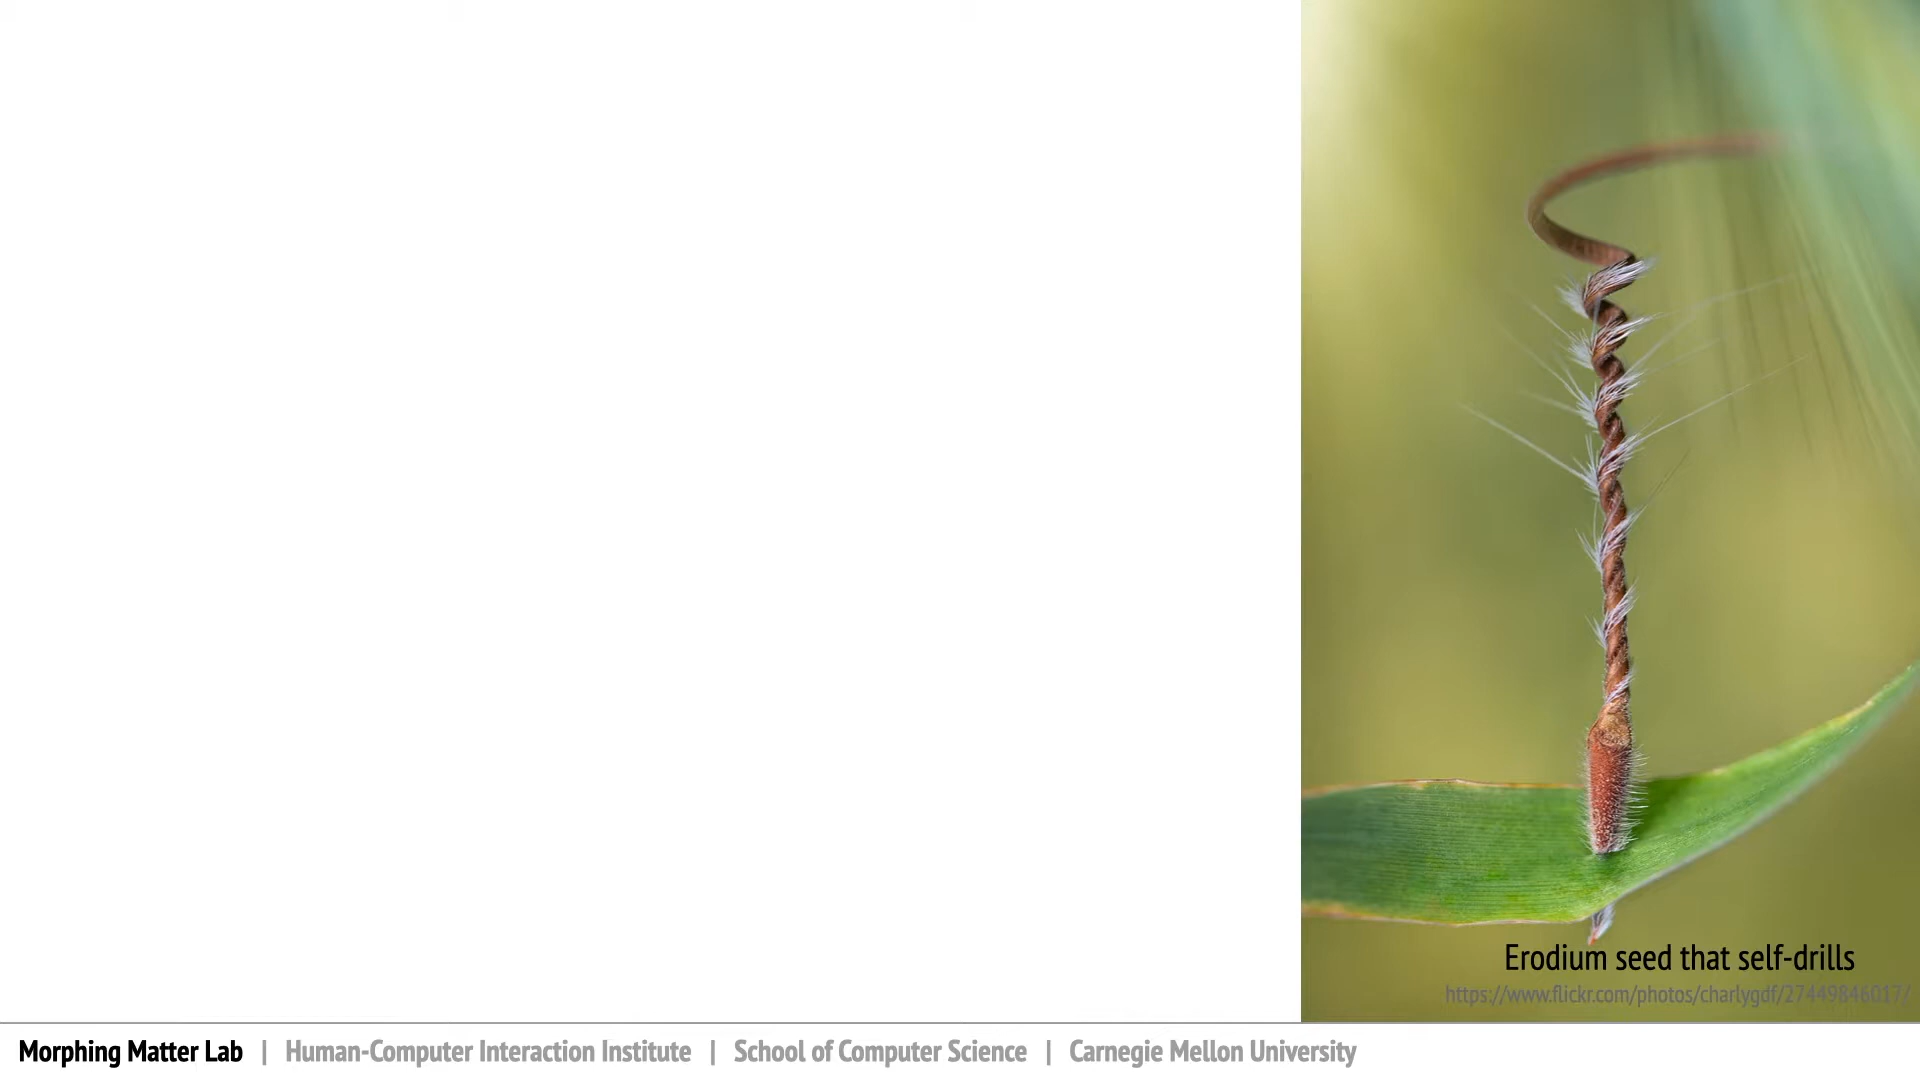 Erodium seed that self-drills
https://www.flickr.com/photos/charlygdf/27449846017/
Morphing Matter Lab | Human-Computer Interaction Institute | School of Computer Science | Carnegie Mellon University